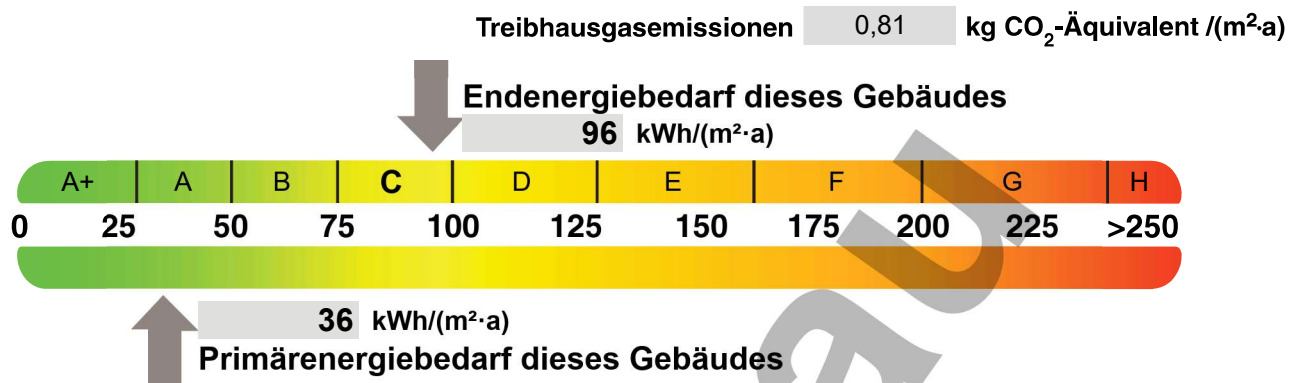 Treibhausgasemissionen 0,81 kg CO₂-Äquivalent /(m²·a)
Endenergiebedarf dieses Gebäudes
96 kWh/(m²·a)
A+ A B C D E F G H
0 25 50 75 100 125 150 175 200 225 >250
36 kWh/(m²·a)
Primärenergiebedarf dieses Gebäudes
au